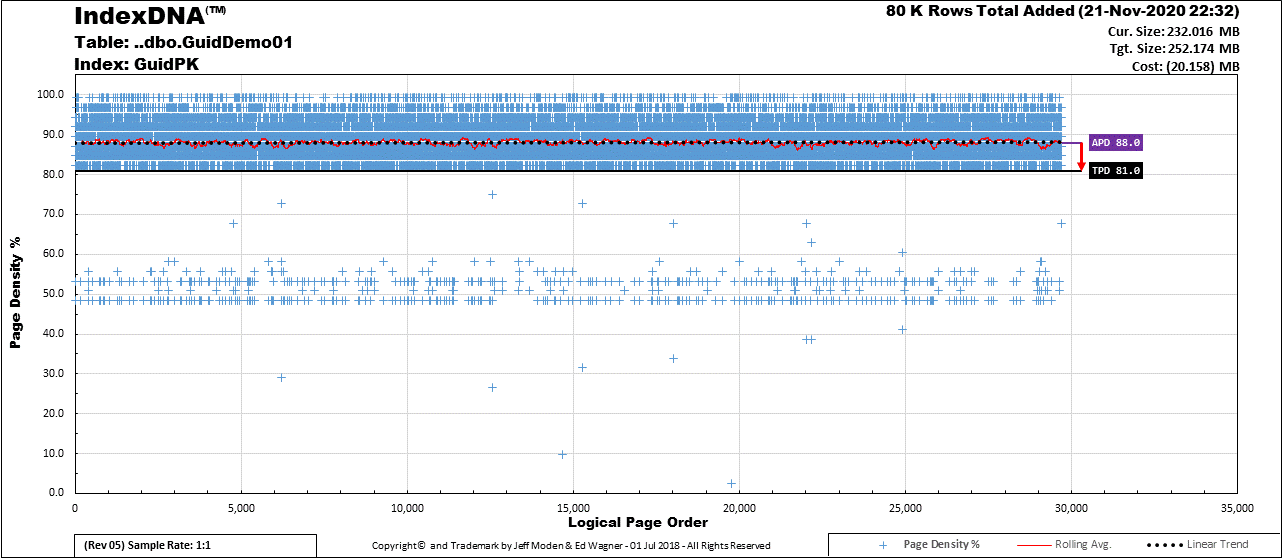 IndexDNA(™)
80 K Rows Total Added (21-Nov-2020 22:32)
Table: ..dbo.GuidDemo01
Cur. Size:232.016 MB
Tgt. Size:252.174 MB
Index: GuidPK
Cost: (20.158) MB
100.0
90.0
80.0
70.0
60.0
50.0
40.0
30.0
20.0
10.0
0.0
Page Density %
APD 88.0
TPD 81.0
0 5,000 10,000 15,000 20,000 25,000 30,000 35,000
Logical Page Order
(Rev 05) Sample Rate: 1:1
Copyright© and Trademark by Jeff Moden & Ed Wagner - 01 Jul 2018 - All Rights Reserved
Page Density % Rolling Avg. Linear Trend